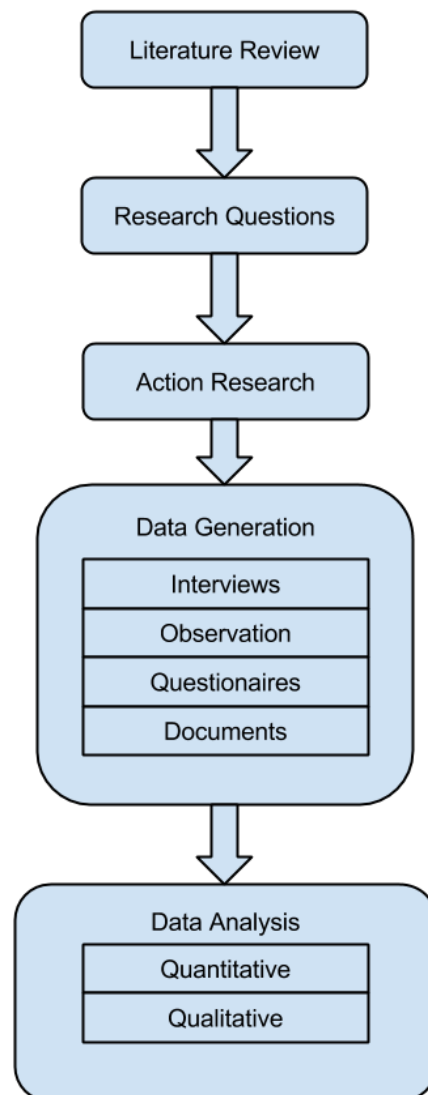 Literature Review
Research Questions
Action Research
Data Generation
Interviews
Observation
Questionaires
Documents
Data Analysis
Quantitative
Qualitative